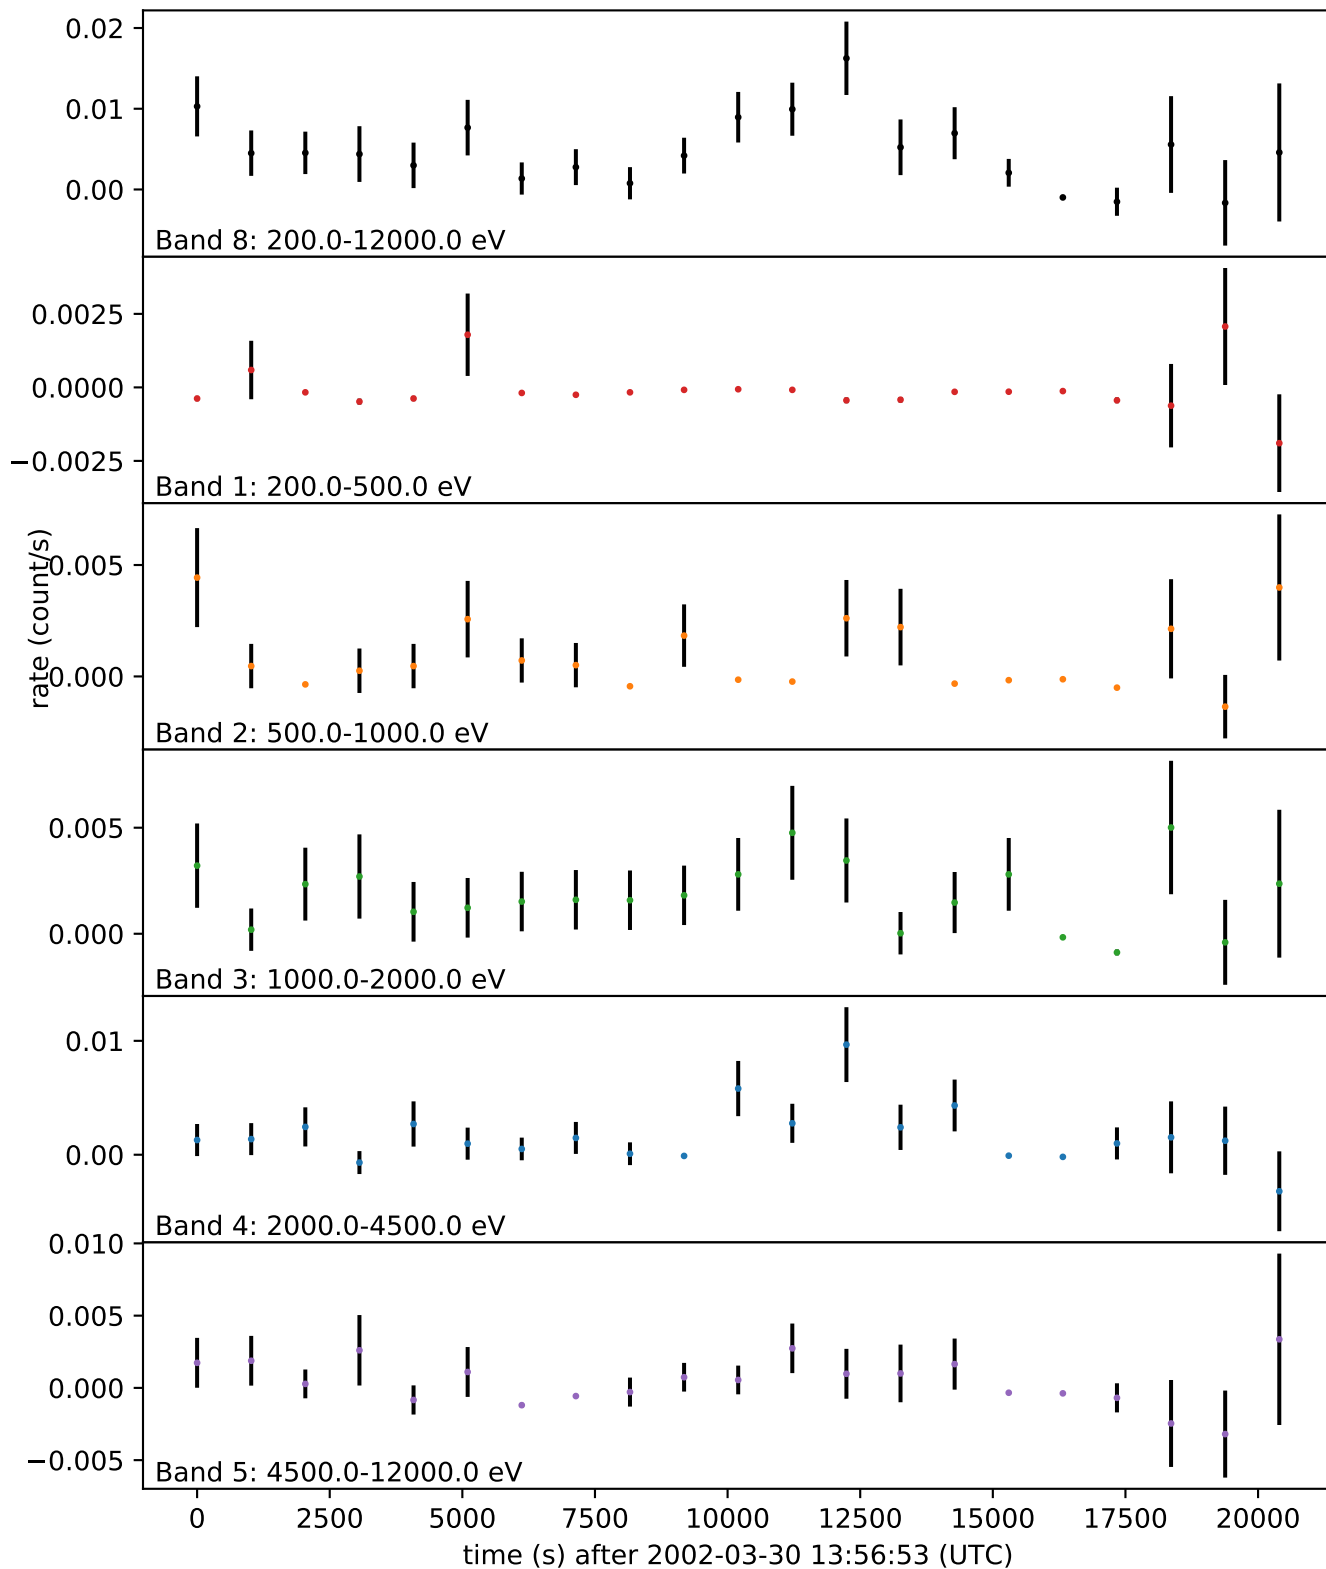 0.02
0.01
0.00
Band 8: 200.0-12000.0 eV
0.0025
0.0000
−0.0025
Band 1: 200.0-500.0 eV
rate (count/s)
0.005
0.000
Band 2: 500.0-1000.0 eV
0.005
0.000
Band 3: 1000.0-2000.0 eV
0.01
0.00
Band 4: 2000.0-4500.0 eV
0.010
0.005
0.000
−0.005
Band 5: 4500.0-12000.0 eV
0 2500 5000 7500 10000 12500 15000 17500 20000
time (s) after 2002-03-30 13:56:53 (UTC)